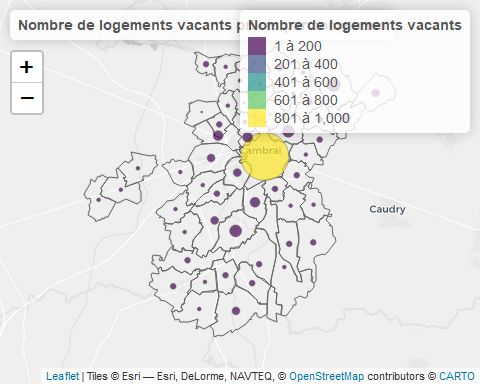 Nombre de logements vacants p
Nombre de logements vacants
1 à 200
201 à 400
401 à 600
601 à 800
801 à 1,000
+
−
Cambrai
Caudry
Leaflet | Tiles © Esri — Esri, DeLorme, NAVTEQ, © OpenStreetMap contributors © CARTO